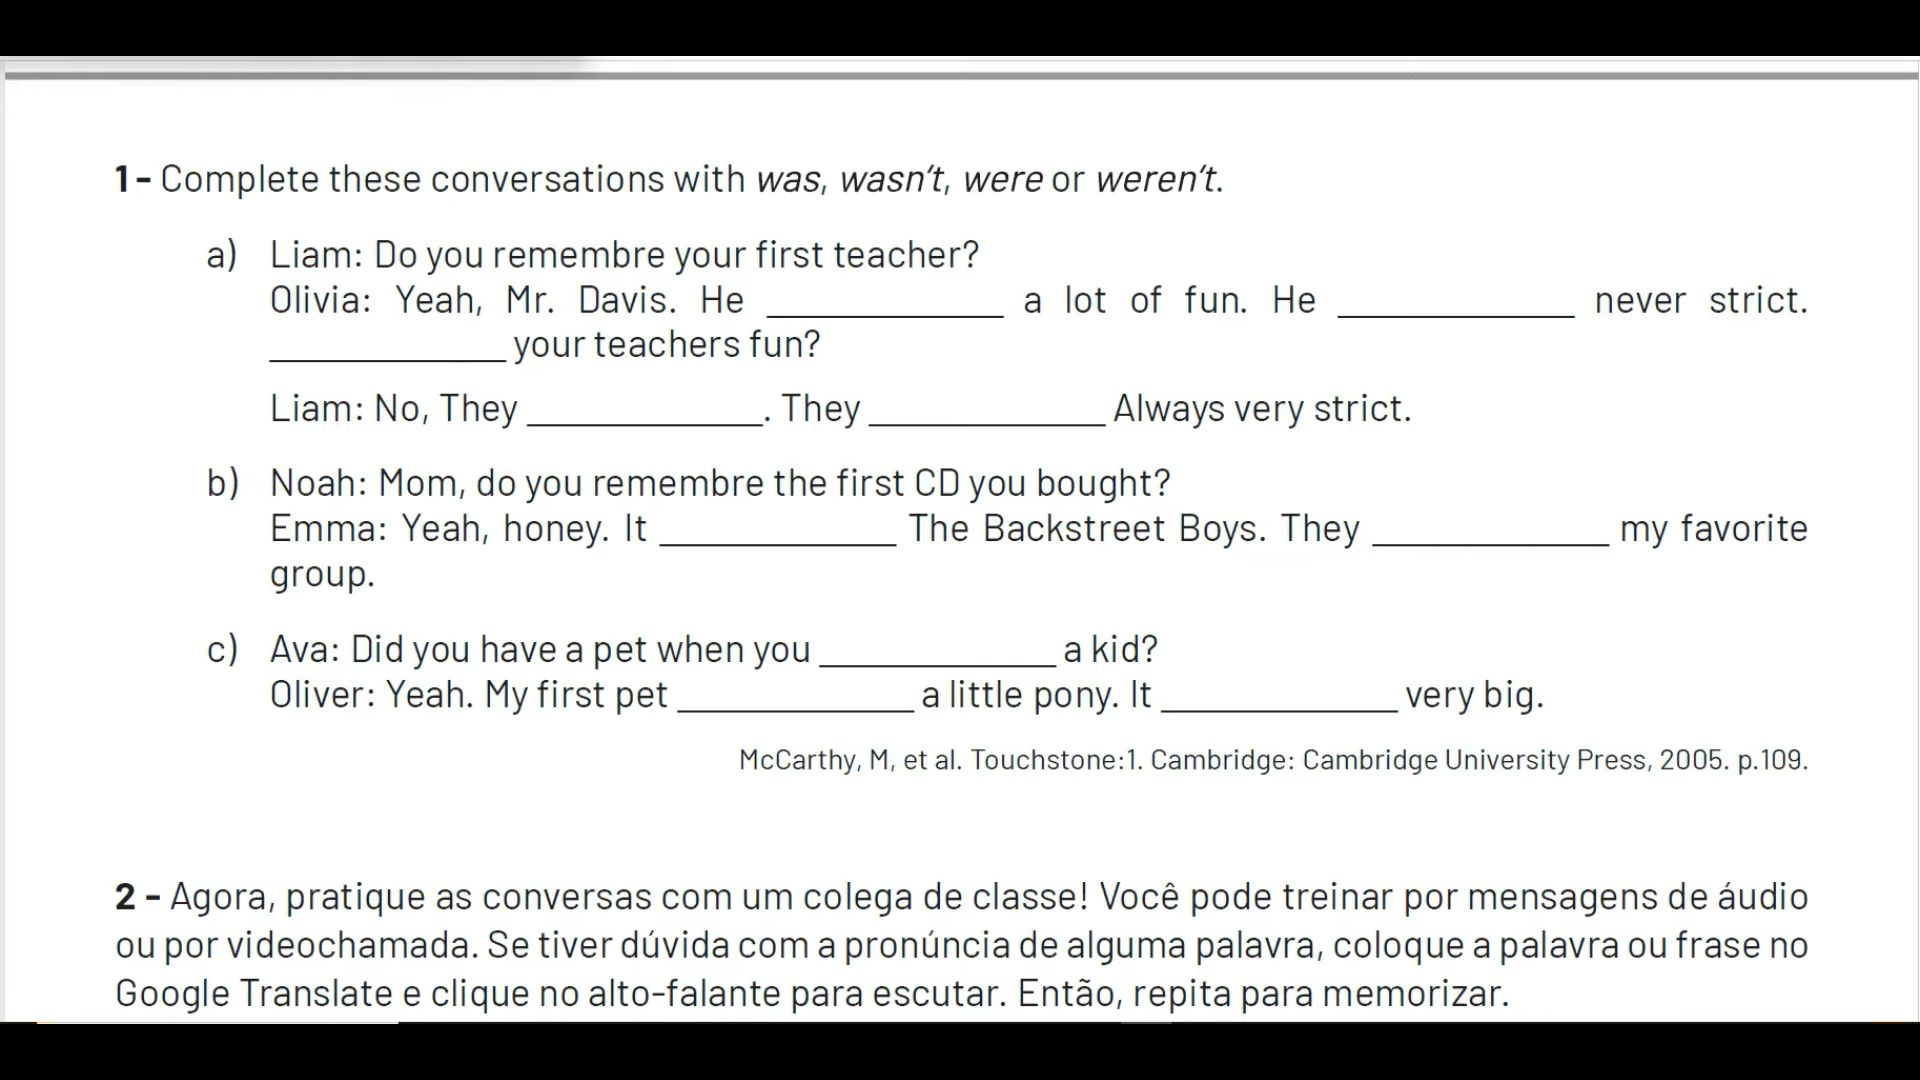 1 - Complete these conversations with was, wasn't, were or weren't.
a) Liam: Do you remembre your first teacher?
Olivia: Yeah, Mr. Davis. He ____________ a lot of fun. He ____________ never strict.
____________ your teachers fun?
Liam: No, They ____________. They ____________ Always very strict.
b) Noah: Mom, do you remembre the first CD you bought?
Emma: Yeah, honey. It ____________ The Backstreet Boys. They ____________ my favorite
group.
c) Ava: Did you have a pet when you ____________ a kid?
Oliver: Yeah. My first pet ____________ a little pony. It ____________ very big.
McCarthy, M, et al. Touchstone:1. Cambridge: Cambridge University Press, 2005. p.109.
2 - Agora, pratique as conversas com um colega de classe! Você pode treinar por mensagens de áudio
ou por videochamada. Se tiver dúvida com a pronúncia de alguma palavra, coloque a palavra ou frase no
Google Translate e clique no alto-falante para escutar. Então, repita para memorizar.